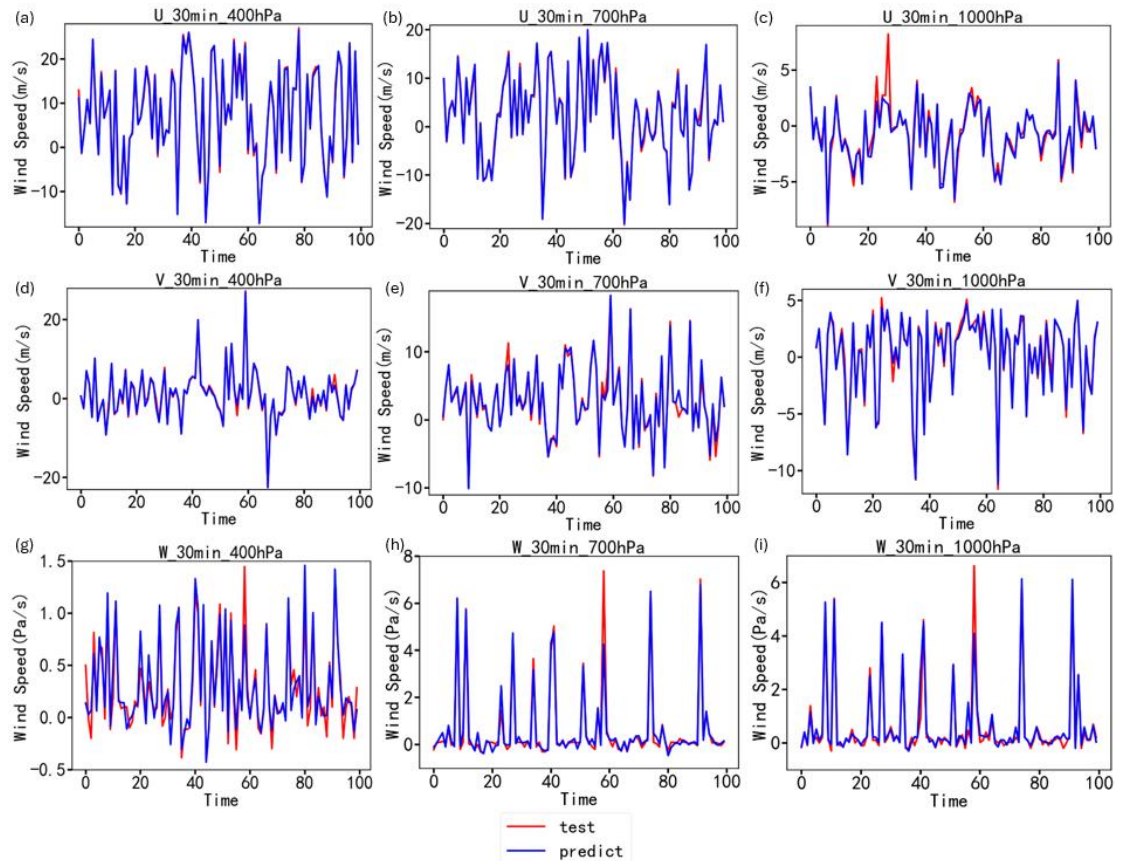 (a) U_30min_400hPa
Wind Speed(m/s)
20
10
0
−10
0 20 40 60 80 100
Time
(b) U_30min_700hPa
Wind Speed(m/s)
20
10
0
−10
−20
0 20 40 60 80 100
Time
(c) U_30min_1000hPa
Wind Speed(m/s)
5
0
−5
0 20 40 60 80 100
Time
(d) V_30min_400hPa
Wind Speed(m/s)
20
0
−20
0 20 40 60 80 100
Time
(e) V_30min_700hPa
Wind Speed(m/s)
10
0
−10
0 20 40 60 80 100
Time
(f) V_30min_1000hPa
Wind Speed(m/s)
5
0
−5
−10
0 20 40 60 80 100
Time
(g) W_30min_400hPa
Wind Speed(Pa/s)
1.5
1.0
0.5
0.0
−0.5
0 20 40 60 80 100
Time
(h) W_30min_700hPa
Wind Speed(Pa/s)
8
6
4
2
0
0 20 40 60 80 100
Time
(i) W_30min_1000hPa
Wind Speed(Pa/s)
6
4
2
0
0 20 40 60 80 100
Time
test
predict